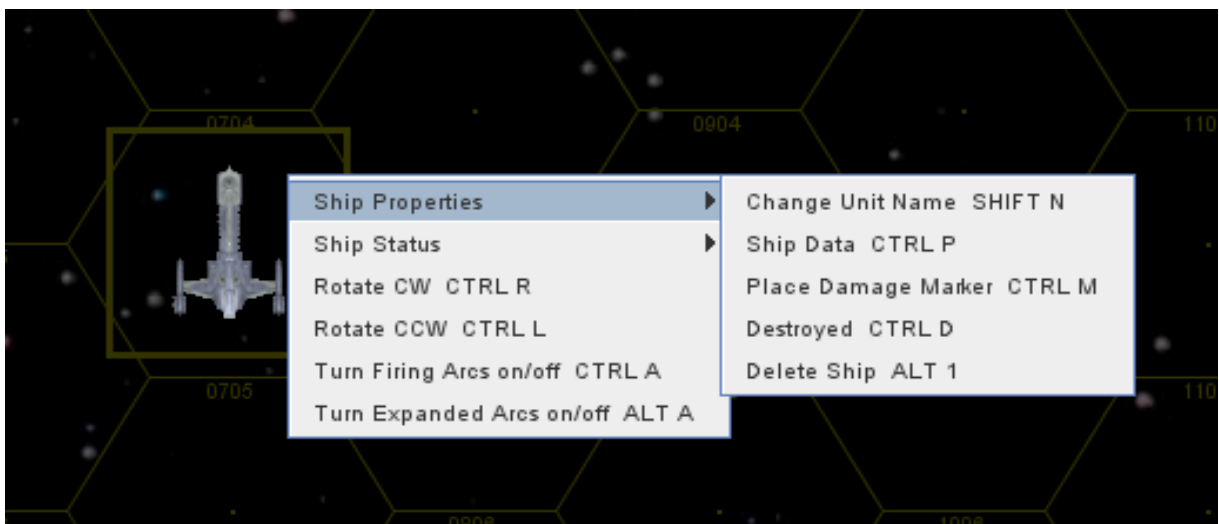 0704
0904
110
Ship Properties
Ship Status
Rotate CW CTRL R
Rotate CCW CTRL L
Turn Firing Arcs on/off CTRL A
Turn Expanded Arcs on/off ALT A
Change Unit Name SHIFT N
Ship Data CTRL P
Place Damage Marker CTRL M
Destroyed CTRL D
Delete Ship ALT 1
0705
110